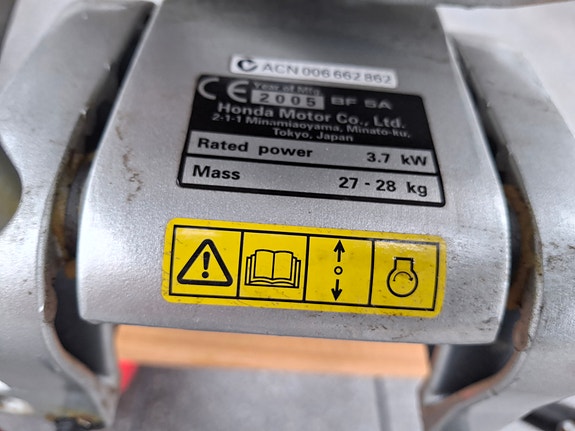 ACN 006 662 862
CE Year of Mfg. 2005 BF 5A
Honda Motor Co., Ltd.
2-1-1 Minamiaoyama, Minato-ku,
Tokyo, Japan
Rated power 3.7 kW
Mass 27 - 28 kg